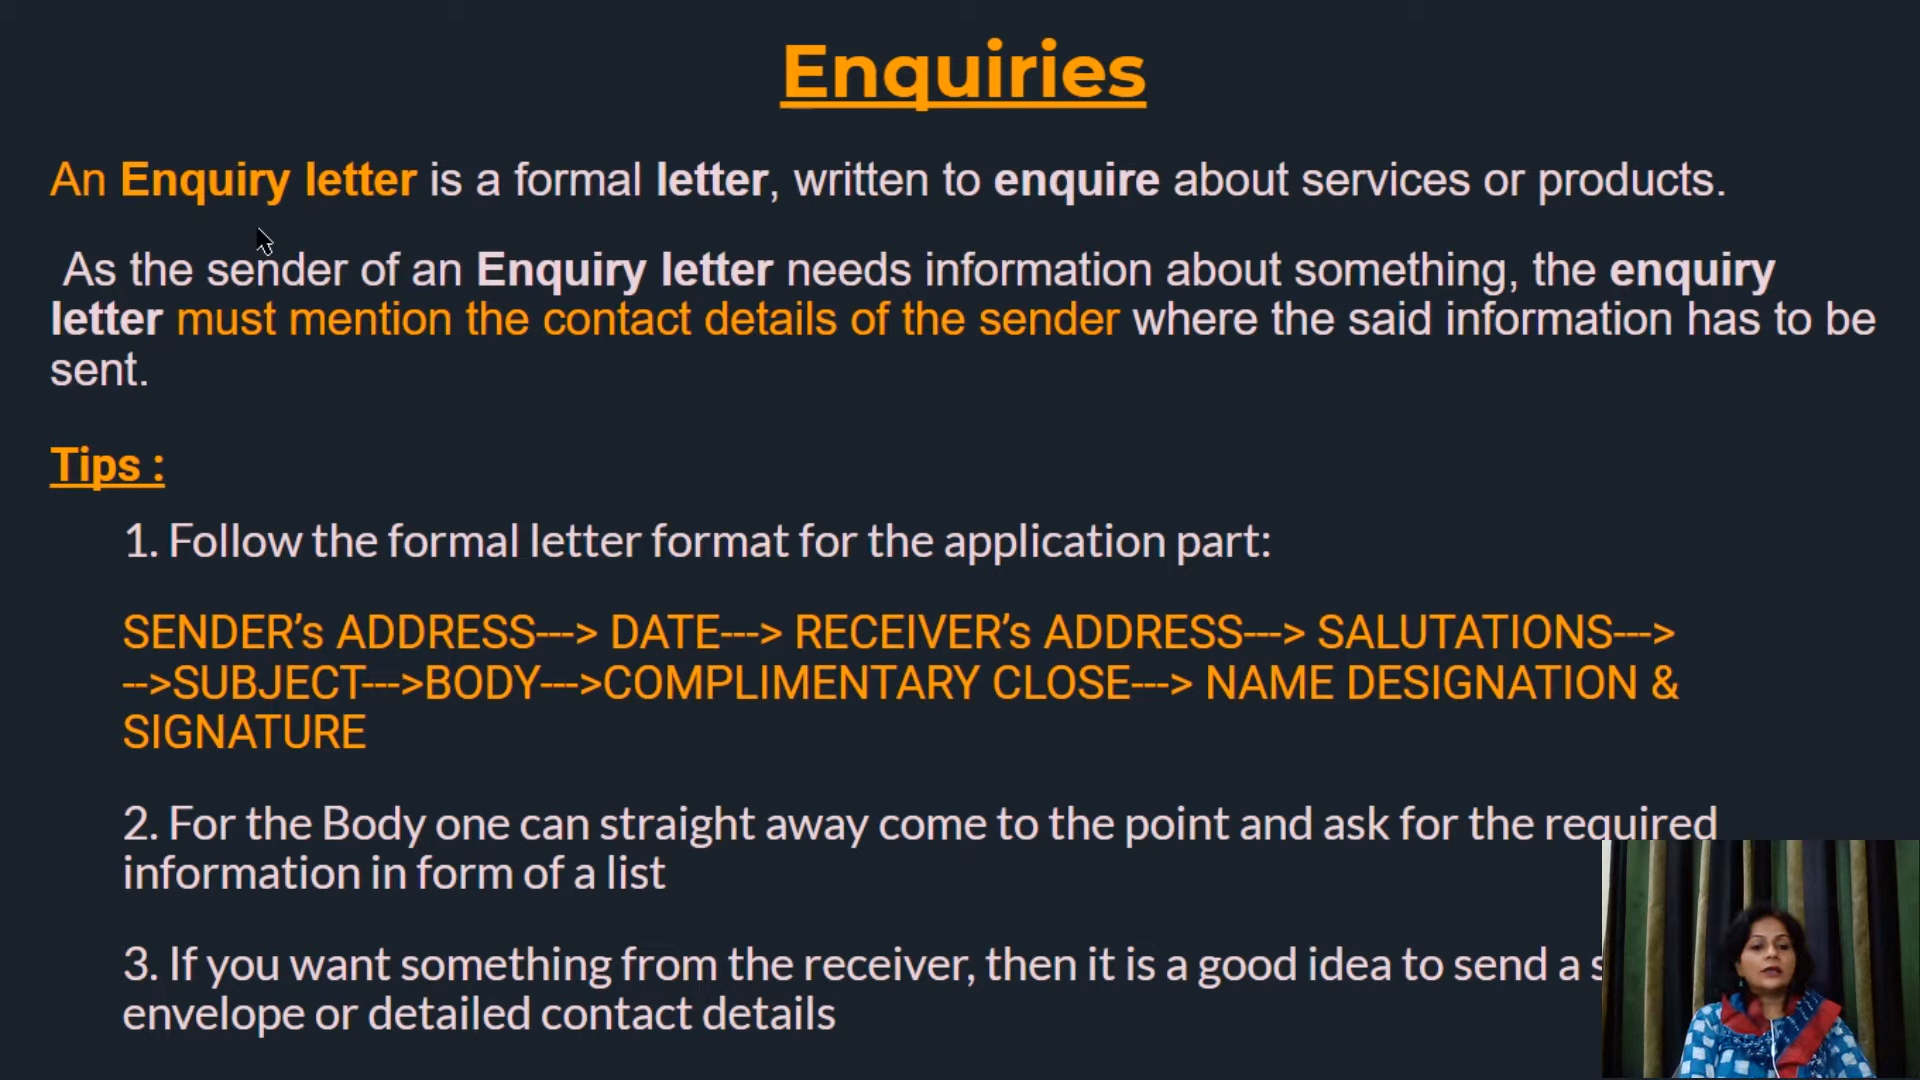 Enquiries
An Enquiry letter is a formal letter, written to enquire about services or products.
As the sender of an Enquiry letter needs information about something, the enquiry
letter must mention the contact details of the sender where the said information has to be
sent.
Tips :
1. Follow the formal letter format for the application part:
SENDER’s ADDRESS---> DATE---> RECEIVER’s ADDRESS---> SALUTATIONS--->
-->SUBJECT--->BODY--->COMPLIMENTARY CLOSE---> NAME DESIGNATION &
SIGNATURE
2. For the Body one can straight away come to the point and ask for the required
information in form of a list
3. If you want something from the receiver, then it is a good idea to send a
envelope or detailed contact details